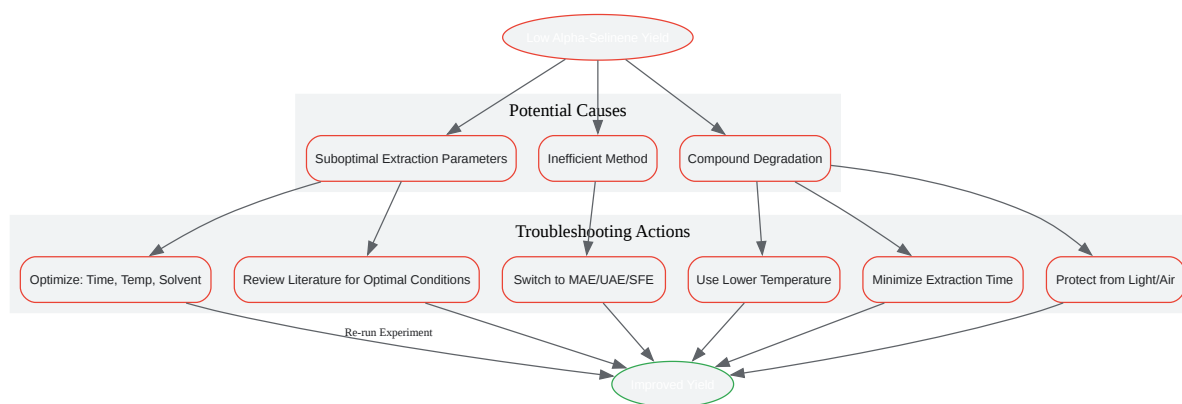 Low Alpha-Selinene Yield
Potential Causes
Suboptimal Extraction Parameters
Inefficient Method
Compound Degradation
Troubleshooting Actions
Optimize: Time, Temp, Solvent
Review Literature for Optimal Conditions
Switch to MAE/UAE/SFE
Use Lower Temperature
Minimize Extraction Time
Protect from Light/Air
Re-run Experiment
Improved Yield